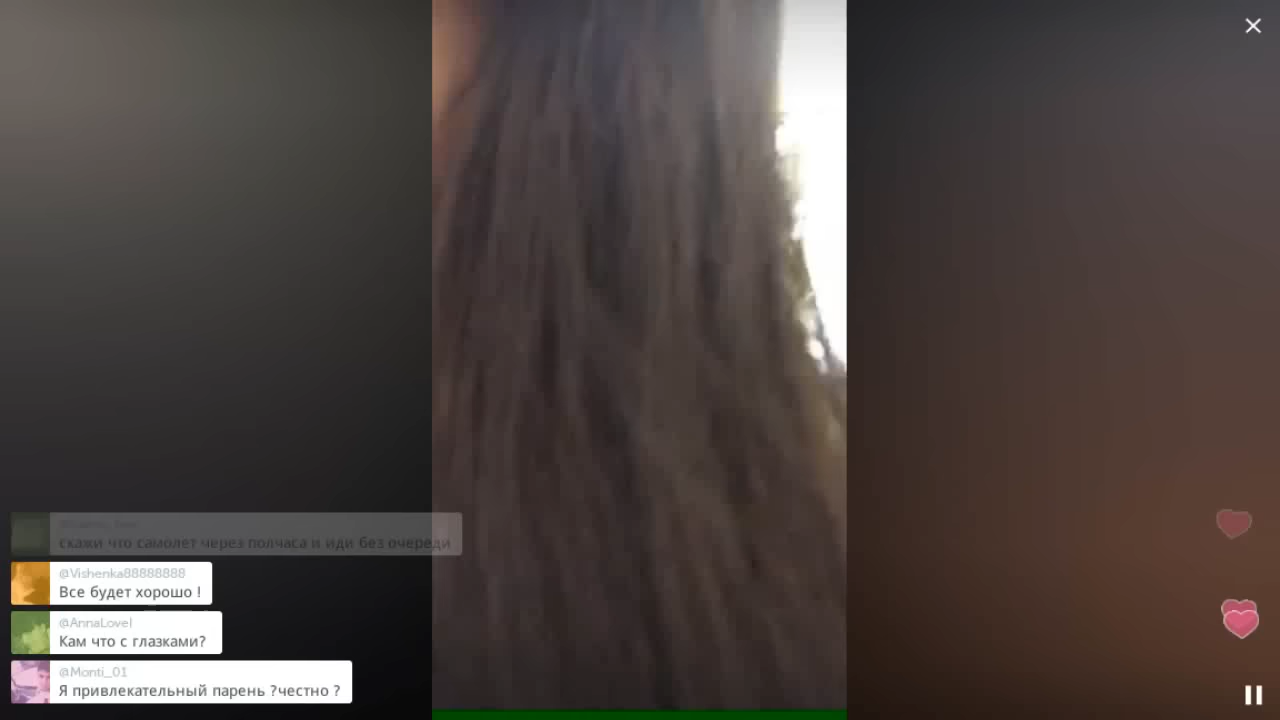 скажи что самолет через полчаса и иди без очереди
@Vishenka88888888
Все будет хорошо !
@AnnaLovel
Кам что с глазками?
@Monti_01
Я привлекательный парень ?честно ?